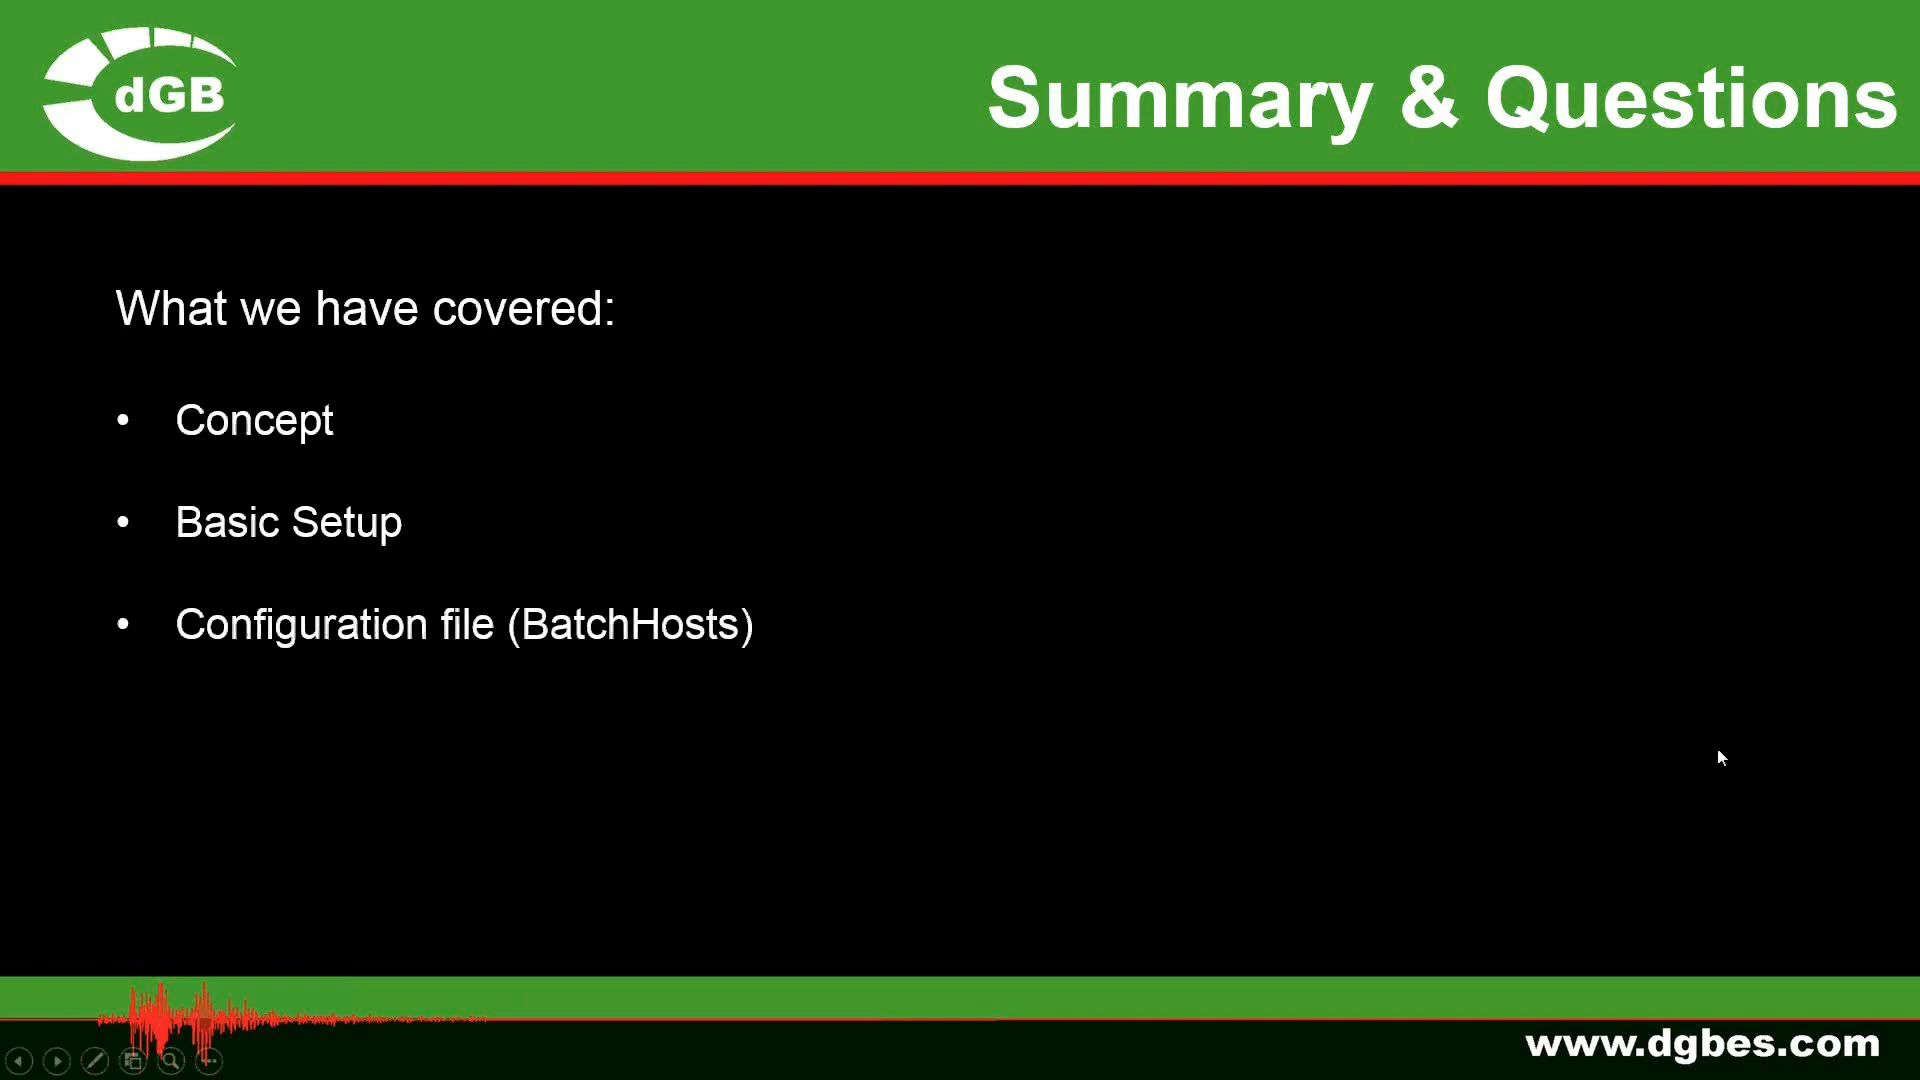 dGB
Summary & Questions
What we have covered:
• Concept
• Basic Setup
• Configuration file (BatchHosts)
www.dgbes.com